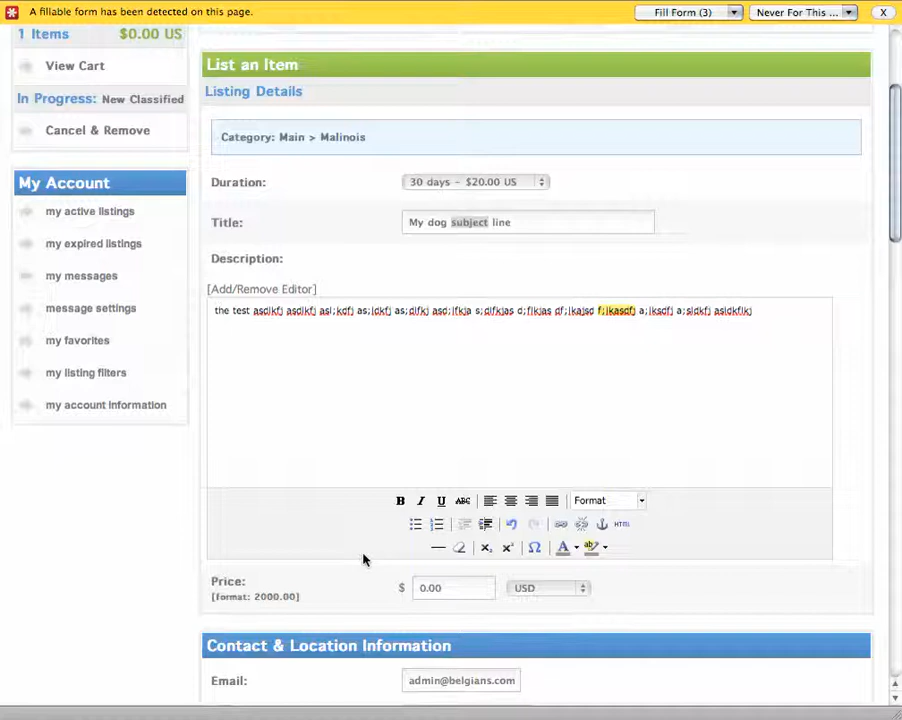 A fillable form has been detected on this page.
Fill Form (3)
Never For This ...
X
1 Items $0.00 US
View Cart
In Progress: New Classified
Cancel & Remove
My Account
my active listings
my expired listings
my messages
message settings
my favorites
my listing filters
my account information
List an Item
Listing Details
Category: Main > Malinois
Duration: 30 days - $20.00 US
Title: My dog subject line
Description:
[Add/Remove Editor]
the test asdlkfj asdlkfj asl;kdf) as;ldkf) as;dlfkj asd;lfkja s;dlfkjas d;flkjas df;lkajsd f;lkasdfj a;lksdfj a;sldkfj asldkflkj
B I U ABC Format
HTML
Ω A ab
Price: $ 0.00 USD
[format: 2000.00]
Contact & Location Information
Email: admin@belgians.com